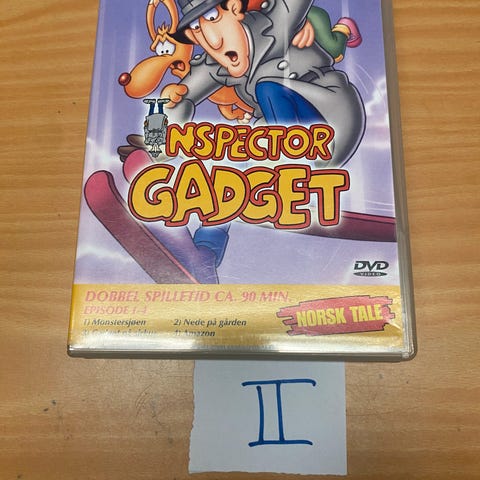 INSPECTOR
GADGET
DVD
VIDEO
DOBBEL SPILLETID CA. 90 MIN.
EPISODE 1-4
1) Monstersjøen 2) Nede på gården
Amazon
NORSK TALE
II